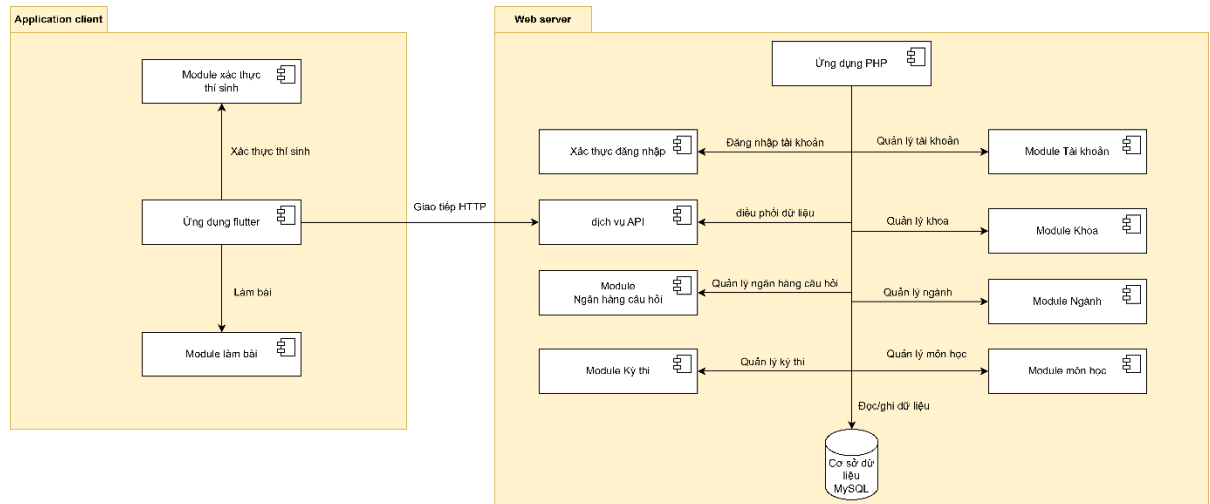 Application client
Module xác thực
thí sinh
Xác thực thí sinh
Ứng dụng flutter
Làm bài
Module làm bài
Giao tiếp HTTP
Web server
Ứng dụng PHP
Xác thực đăng nhập
Đăng nhập tài khoản
Quản lý tài khoản
Module Tài khoản
dịch vụ API
điều phối dữ liệu
Quản lý khoa
Module Khoa
Module
Ngân hàng câu hỏi
Quản lý ngân hàng câu hỏi
Quản lý ngành
Module Ngành
Module Kỳ thi
Quản lý kỳ thi
Quản lý môn học
Module môn học
Đọc/ghi dữ liệu
Cơ sở dữ
liệu
MySQL